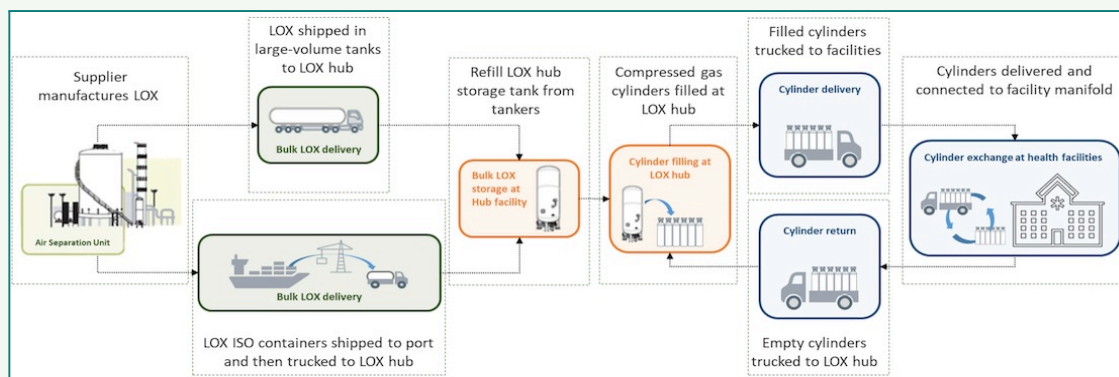 Supplier
manufactures LOX
Air Separation Unit
LOX shipped in
large-volume tanks
to LOX hub
Bulk LOX delivery
Bulk LOX delivery
LOX ISO containers shipped to port
and then trucked to LOX hub
Refill LOX hub
storage tank from
tankers
Bulk LOX
storage at
Hub facility
Compressed gas
cylinders filled at
LOX hub
Cylinder filling at
LOX hub
Filled cylinders
trucked to facilities
Cylinder delivery
Cylinder return
Empty cylinders
trucked to LOX hub
Cylinders delivered and
connected to facility manifold
Cylinder exchange at health facilities